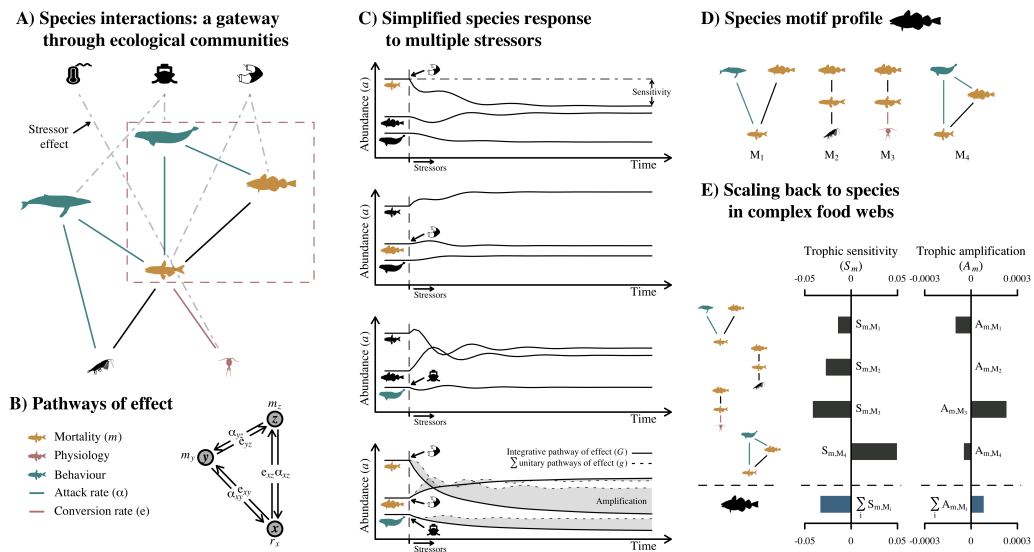 A) Species interactions: a gateway
through ecological communities
Stressor
effect
B) Pathways of effect
Mortality (m)
Physiology
Behaviour
Attack rate (α)
Conversion rate (e)
m_z
z
α_yz
e_yz
m_y
y
e_xz
α_xz
e_xy
α_xy
x
r_x
C) Simplified species response
to multiple stressors
Abundance (a)
Sensitivity
Time
Stressors
Abundance (a)
Time
Stressors
Abundance (a)
Time
Stressors
Abundance (a)
Integrative pathway of effect (G)
∑unitary pathways of effect (g)
Amplification
Time
Stressors
D) Species motif profile
M₁
M₂
M₃
M₄
E) Scaling back to species
in complex food webs
Trophic sensitivity
(S_m)
-0.05 0 0.05
Trophic amplification
(A_m)
-0.0003 0 0.0003
S_m,M₁
A_m,M₁
S_m,M₂
A_m,M₂
S_m,M₃
A_m,M₃
S_m,M₄
A_m,M₄
∑ S_m,Mᵢ
i
∑ A_m,Mᵢ
i
-0.05 0 0.05
-0.0003 0 0.0003